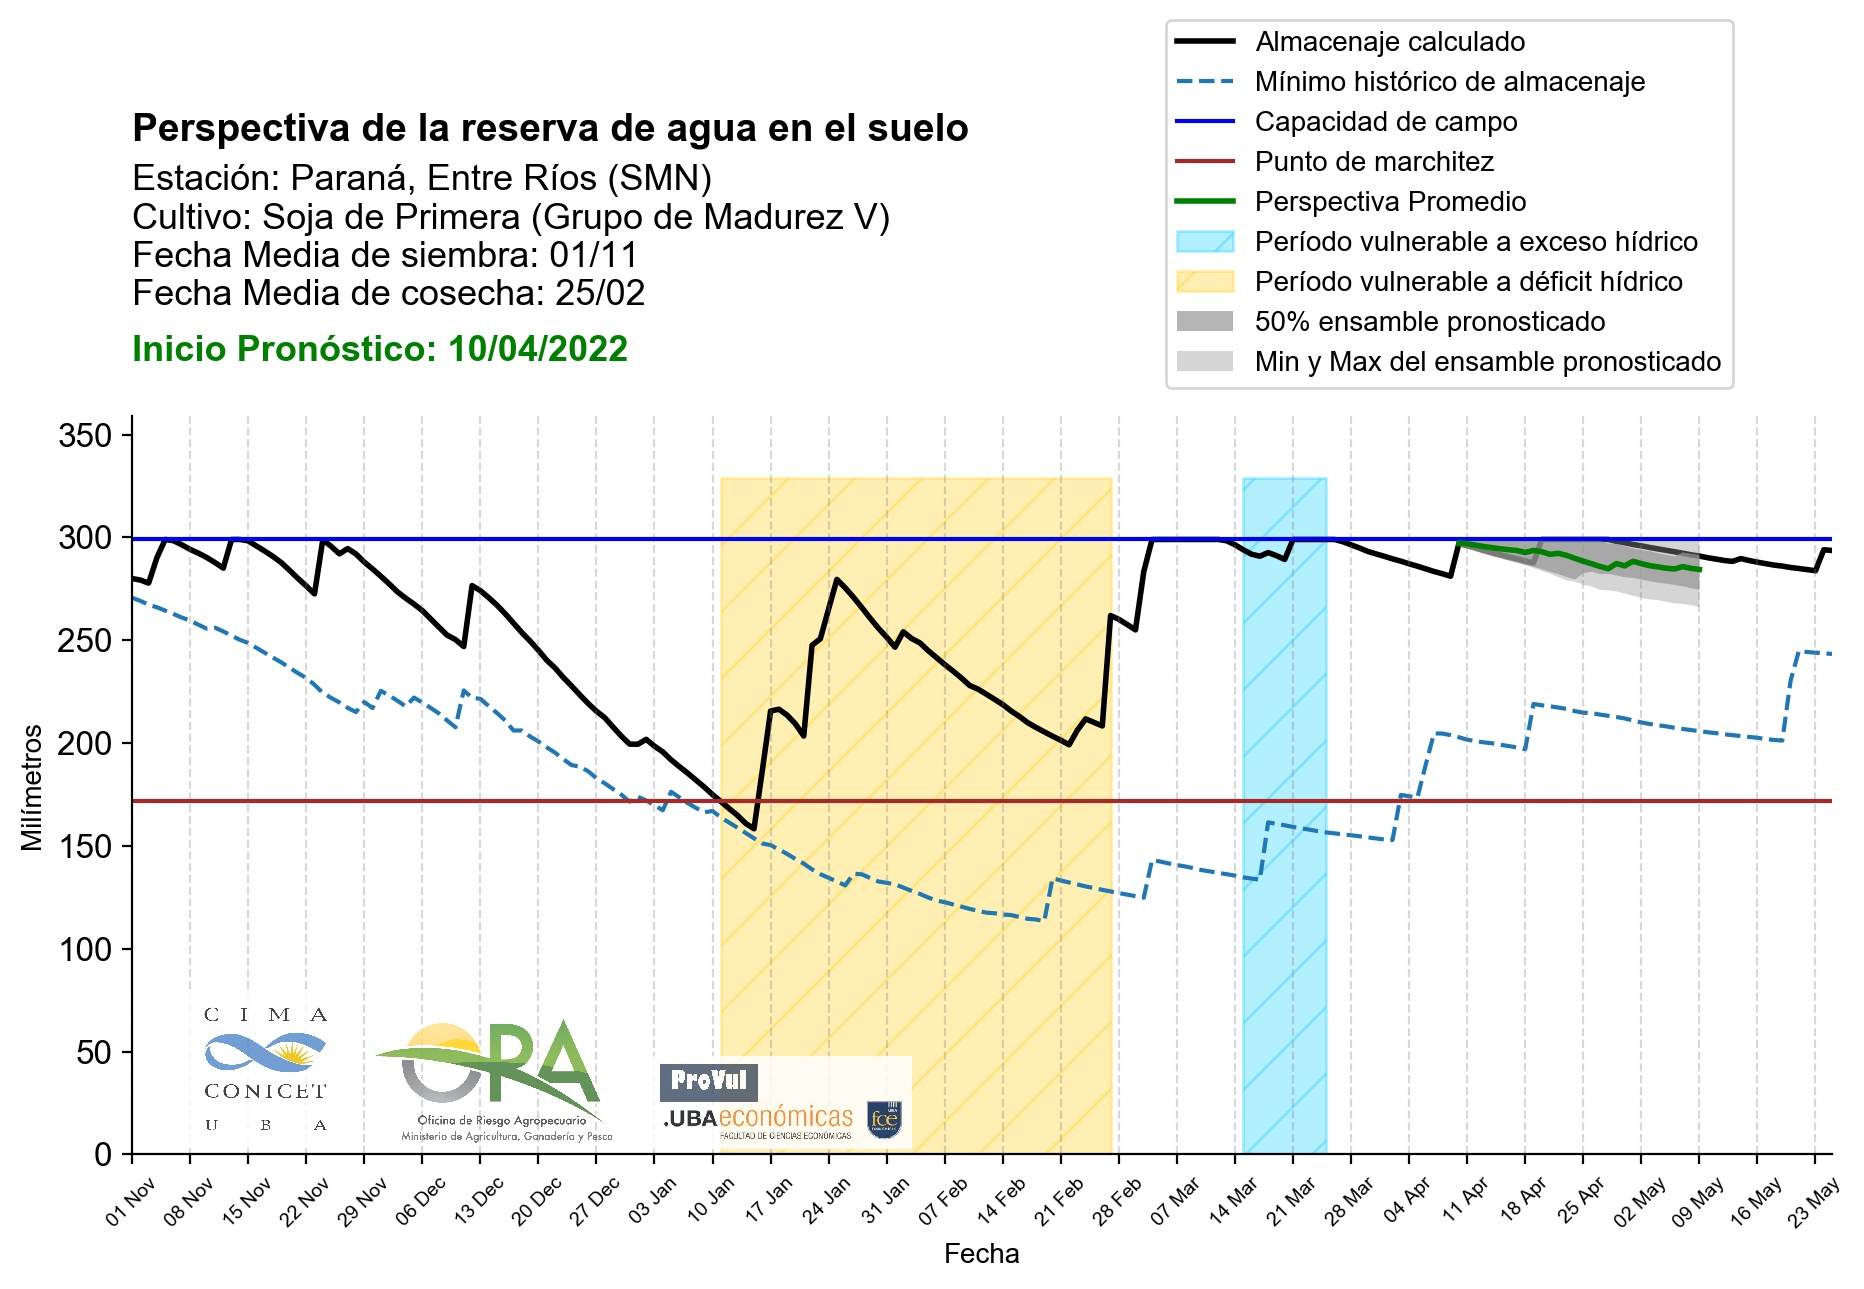 Perspectiva de la reserva de agua en el suelo
Estación: Paraná, Entre Ríos (SMN)
Cultivo: Soja de Primera (Grupo de Madurez V)
Fecha Media de siembra: 01/11
Fecha Media de cosecha: 25/02
Inicio Pronóstico: 10/04/2022
Almacenaje calculado
Mínimo histórico de almacenaje
Capacidad de campo
Punto de marchitez
Perspectiva Promedio
Período vulnerable a exceso hídrico
Período vulnerable a déficit hídrico
50% ensamble pronosticado
Min y Max del ensamble pronosticado
Milímetros
350
300
250
200
150
100
50
0
C I M A
CONICET
U B A
ORA
Oficina de Riesgo Agropecuario
Ministerio de Agricultura, Ganadería y Pesca
ProVul
.UBAeconómicas
FACULTAD DE CIENCIAS ECONÓMICAS
UBA
fce
01 Nov
08 Nov
15 Nov
22 Nov
29 Nov
06 Dec
13 Dec
20 Dec
27 Dec
03 Jan
10 Jan
17 Jan
24 Jan
31 Jan
07 Feb
14 Feb
21 Feb
28 Feb
07 Mar
14 Mar
21 Mar
28 Mar
04 Apr
11 Apr
18 Apr
25 Apr
02 May
09 May
16 May
23 May
Fecha